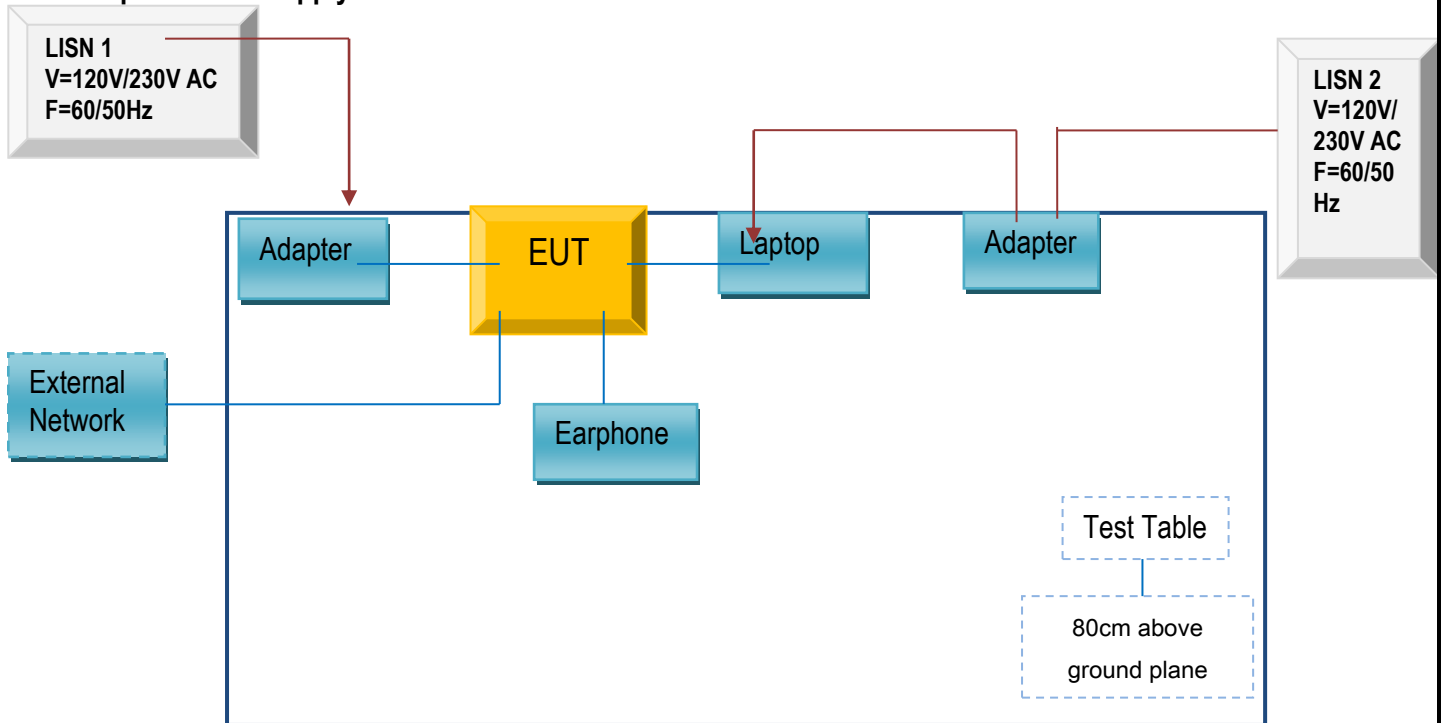 LISN 1
V=120V/230V AC
F=60/50Hz
LISN 2
V=120V/
230V AC
F=60/50
Hz
Adapter
EUT
Laptop
Adapter
External
Network
Earphone
Test Table
80cm above
ground plane